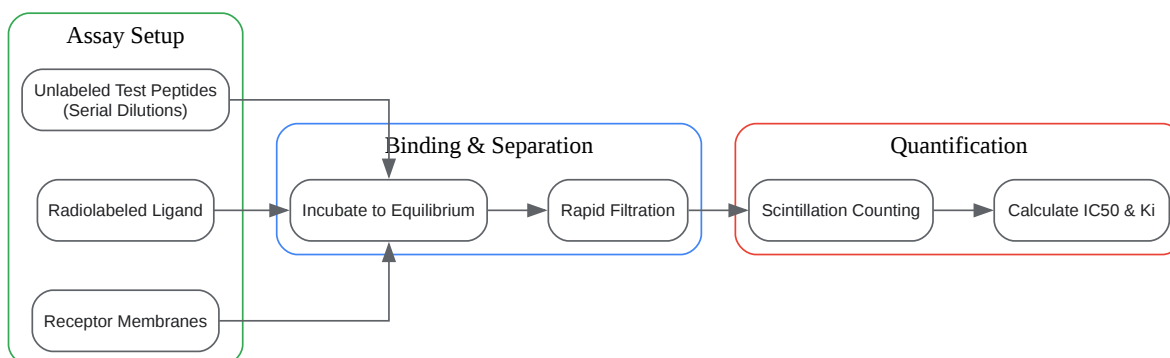 Assay Setup
Unlabeled Test Peptides
(Serial Dilutions)
Radiolabeled Ligand
Receptor Membranes
Binding & Separation
Incubate to Equilibrium
Rapid Filtration
Quantification
Scintillation Counting
Calculate IC50 & Ki